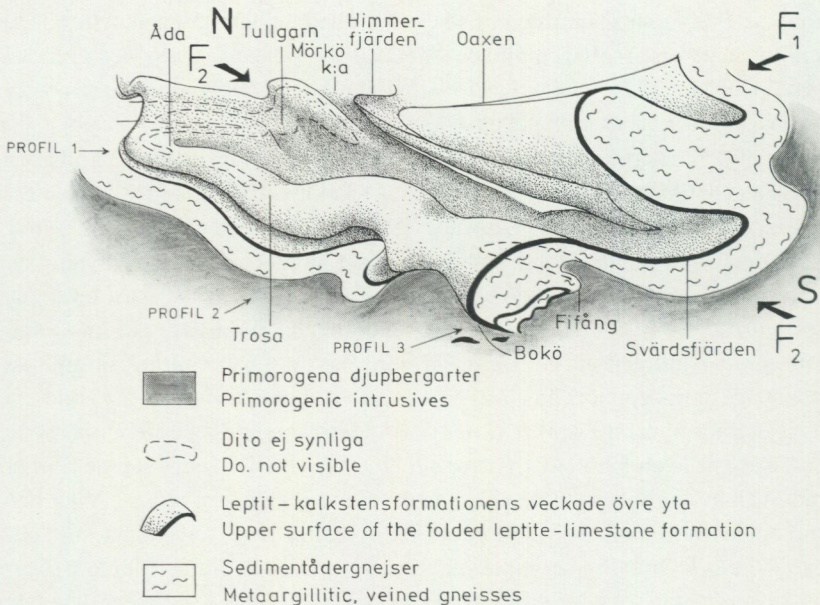 N
Himmer-
fjärden
Åda
Tullgarn
Oaxen
F1
F2
Mörkö
k:a
PROFIL 1
S
PROFIL 2
Fifång
F2
Trosa
PROFIL 3
Bokö
Svärdsfjärden
Primorogena djupbergarter
Primorogenic intrusives
Dito ej synliga
Do. not visible
Leptit-kalkstensformationens veckade övre yta
Upper surface of the folded leptite-limestone formation
Sedimentådergnejser
Metaargillitic, veined gneisses